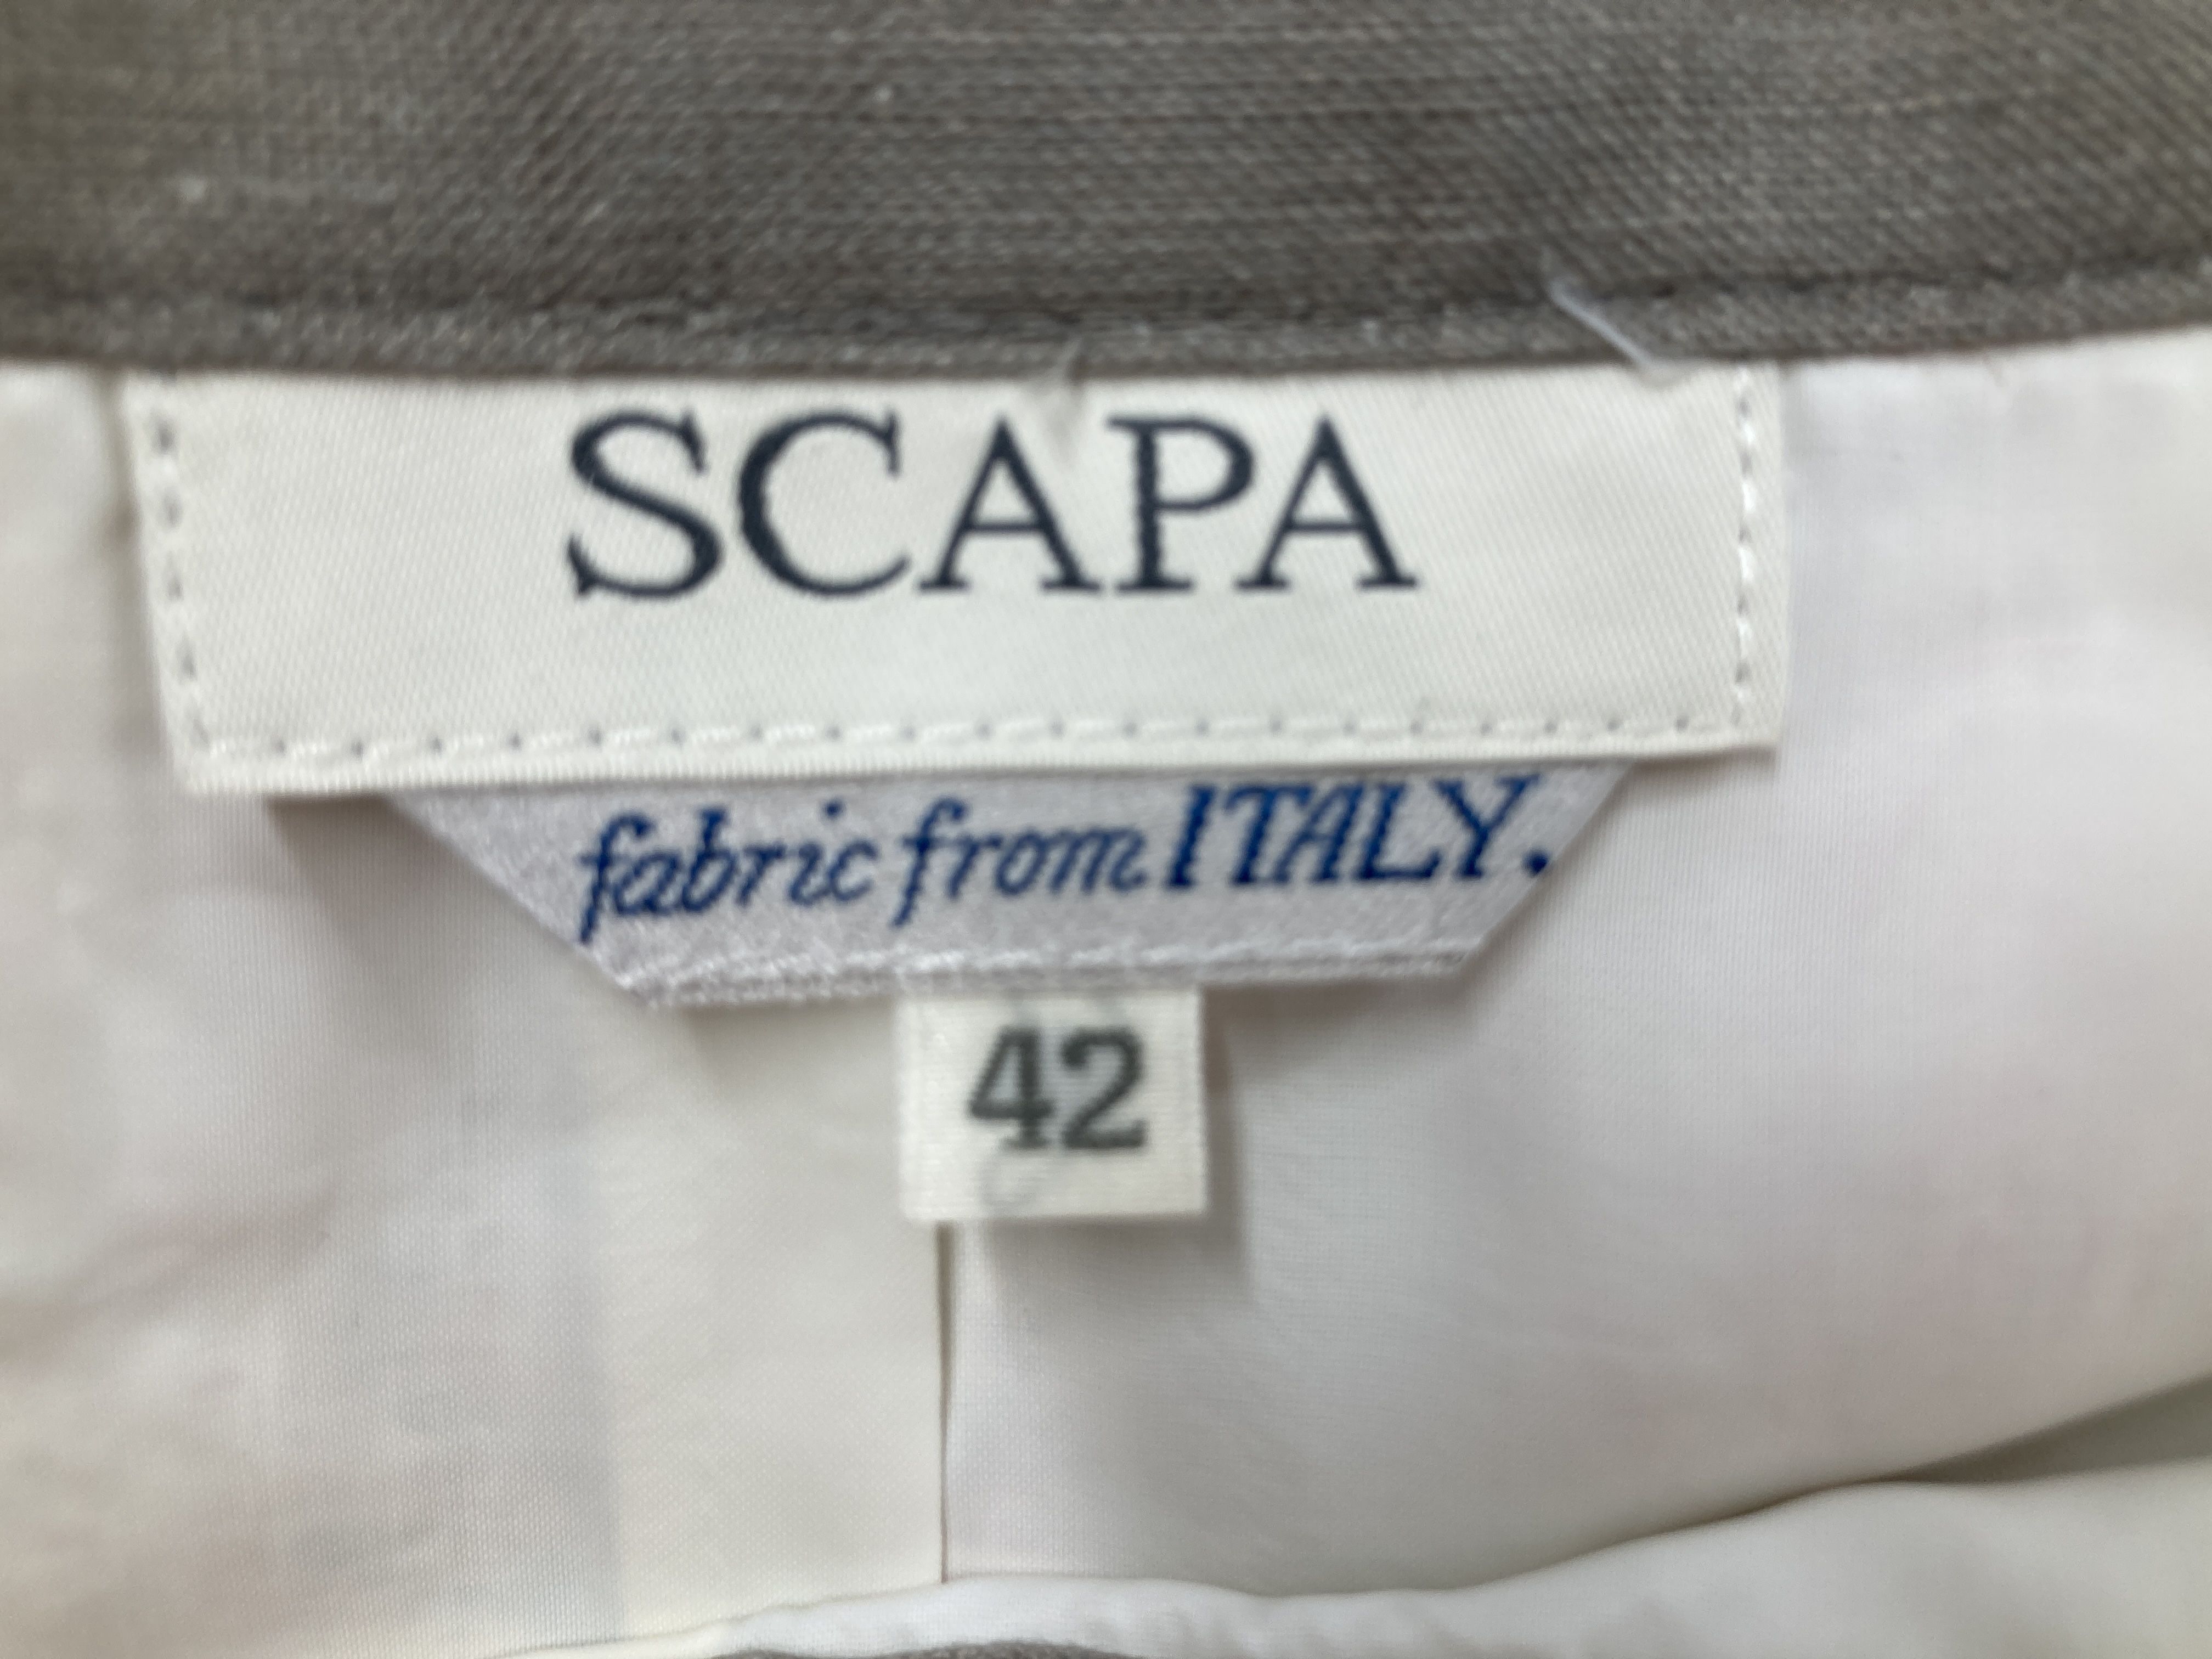 SCAPA
fabric from ITALY.
42